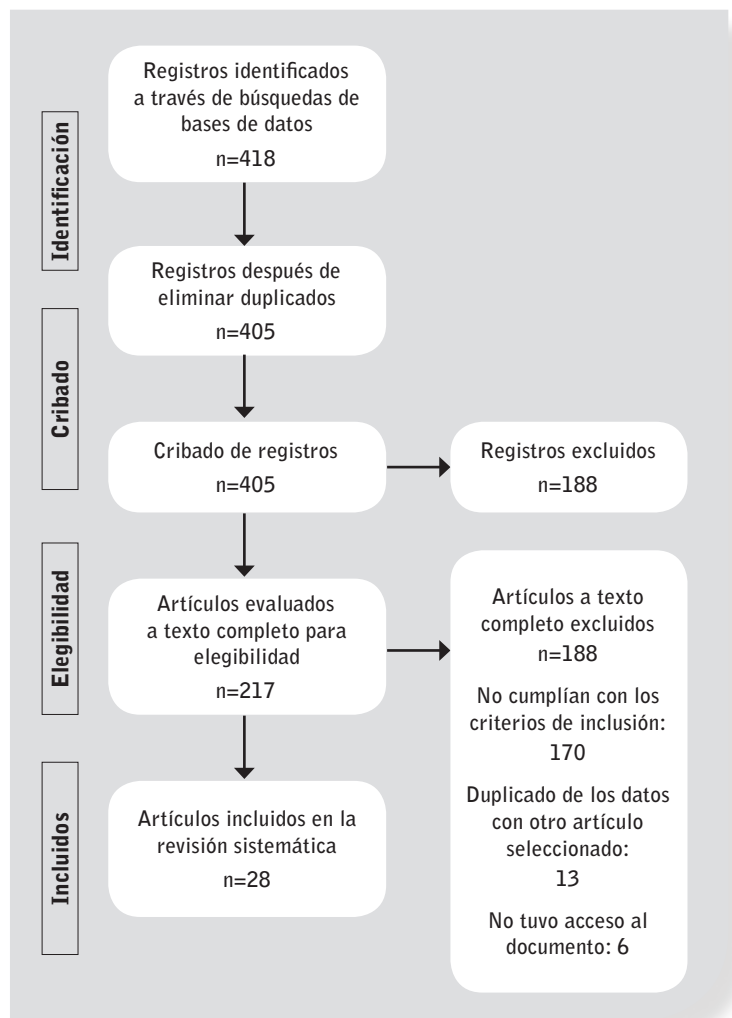 Identificación
Registros identificados
a través de búsquedas de
bases de datos
n=418
Registros después de
eliminar duplicados
n=405
Cribado
Cribado de registros
n=405
Registros excluidos
n=188
Elegibilidad
Artículos evaluados
a texto completo para
elegibilidad
n=217
Artículos a texto
completo excluidos
n=188
No cumplían con los
criterios de inclusión:
170
Duplicado de los datos
con otro artículo
seleccionado:
13
No tuvo acceso al
documento: 6
Incluidos
Artículos incluidos en la
revisión sistemática
n=28